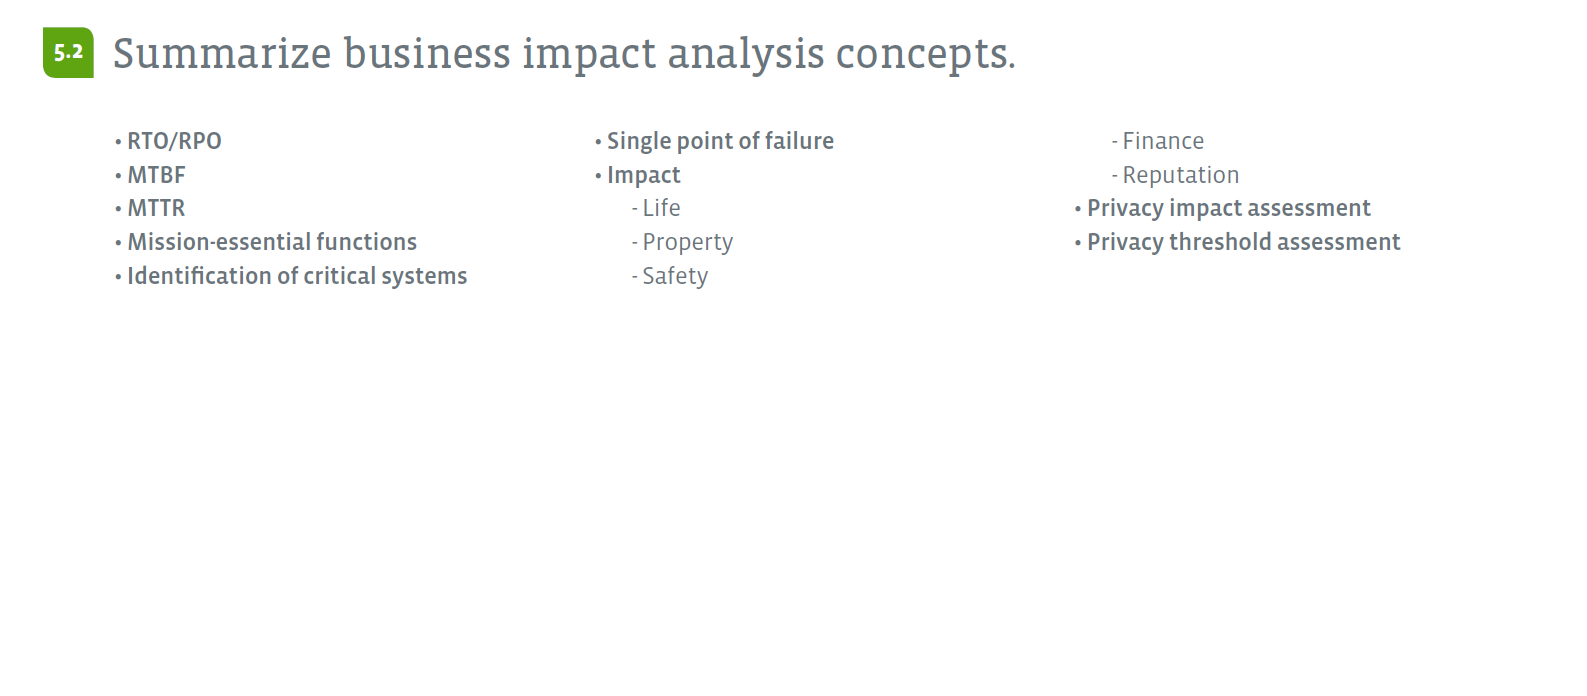 5.2 Summarize business impact analysis concepts.
• RTO/RPO
• MTBF
• MTTR
• Mission-essential functions
• Identification of critical systems
• Single point of failure
• Impact
- Life
- Property
- Safety
- Finance
- Reputation
• Privacy impact assessment
• Privacy threshold assessment